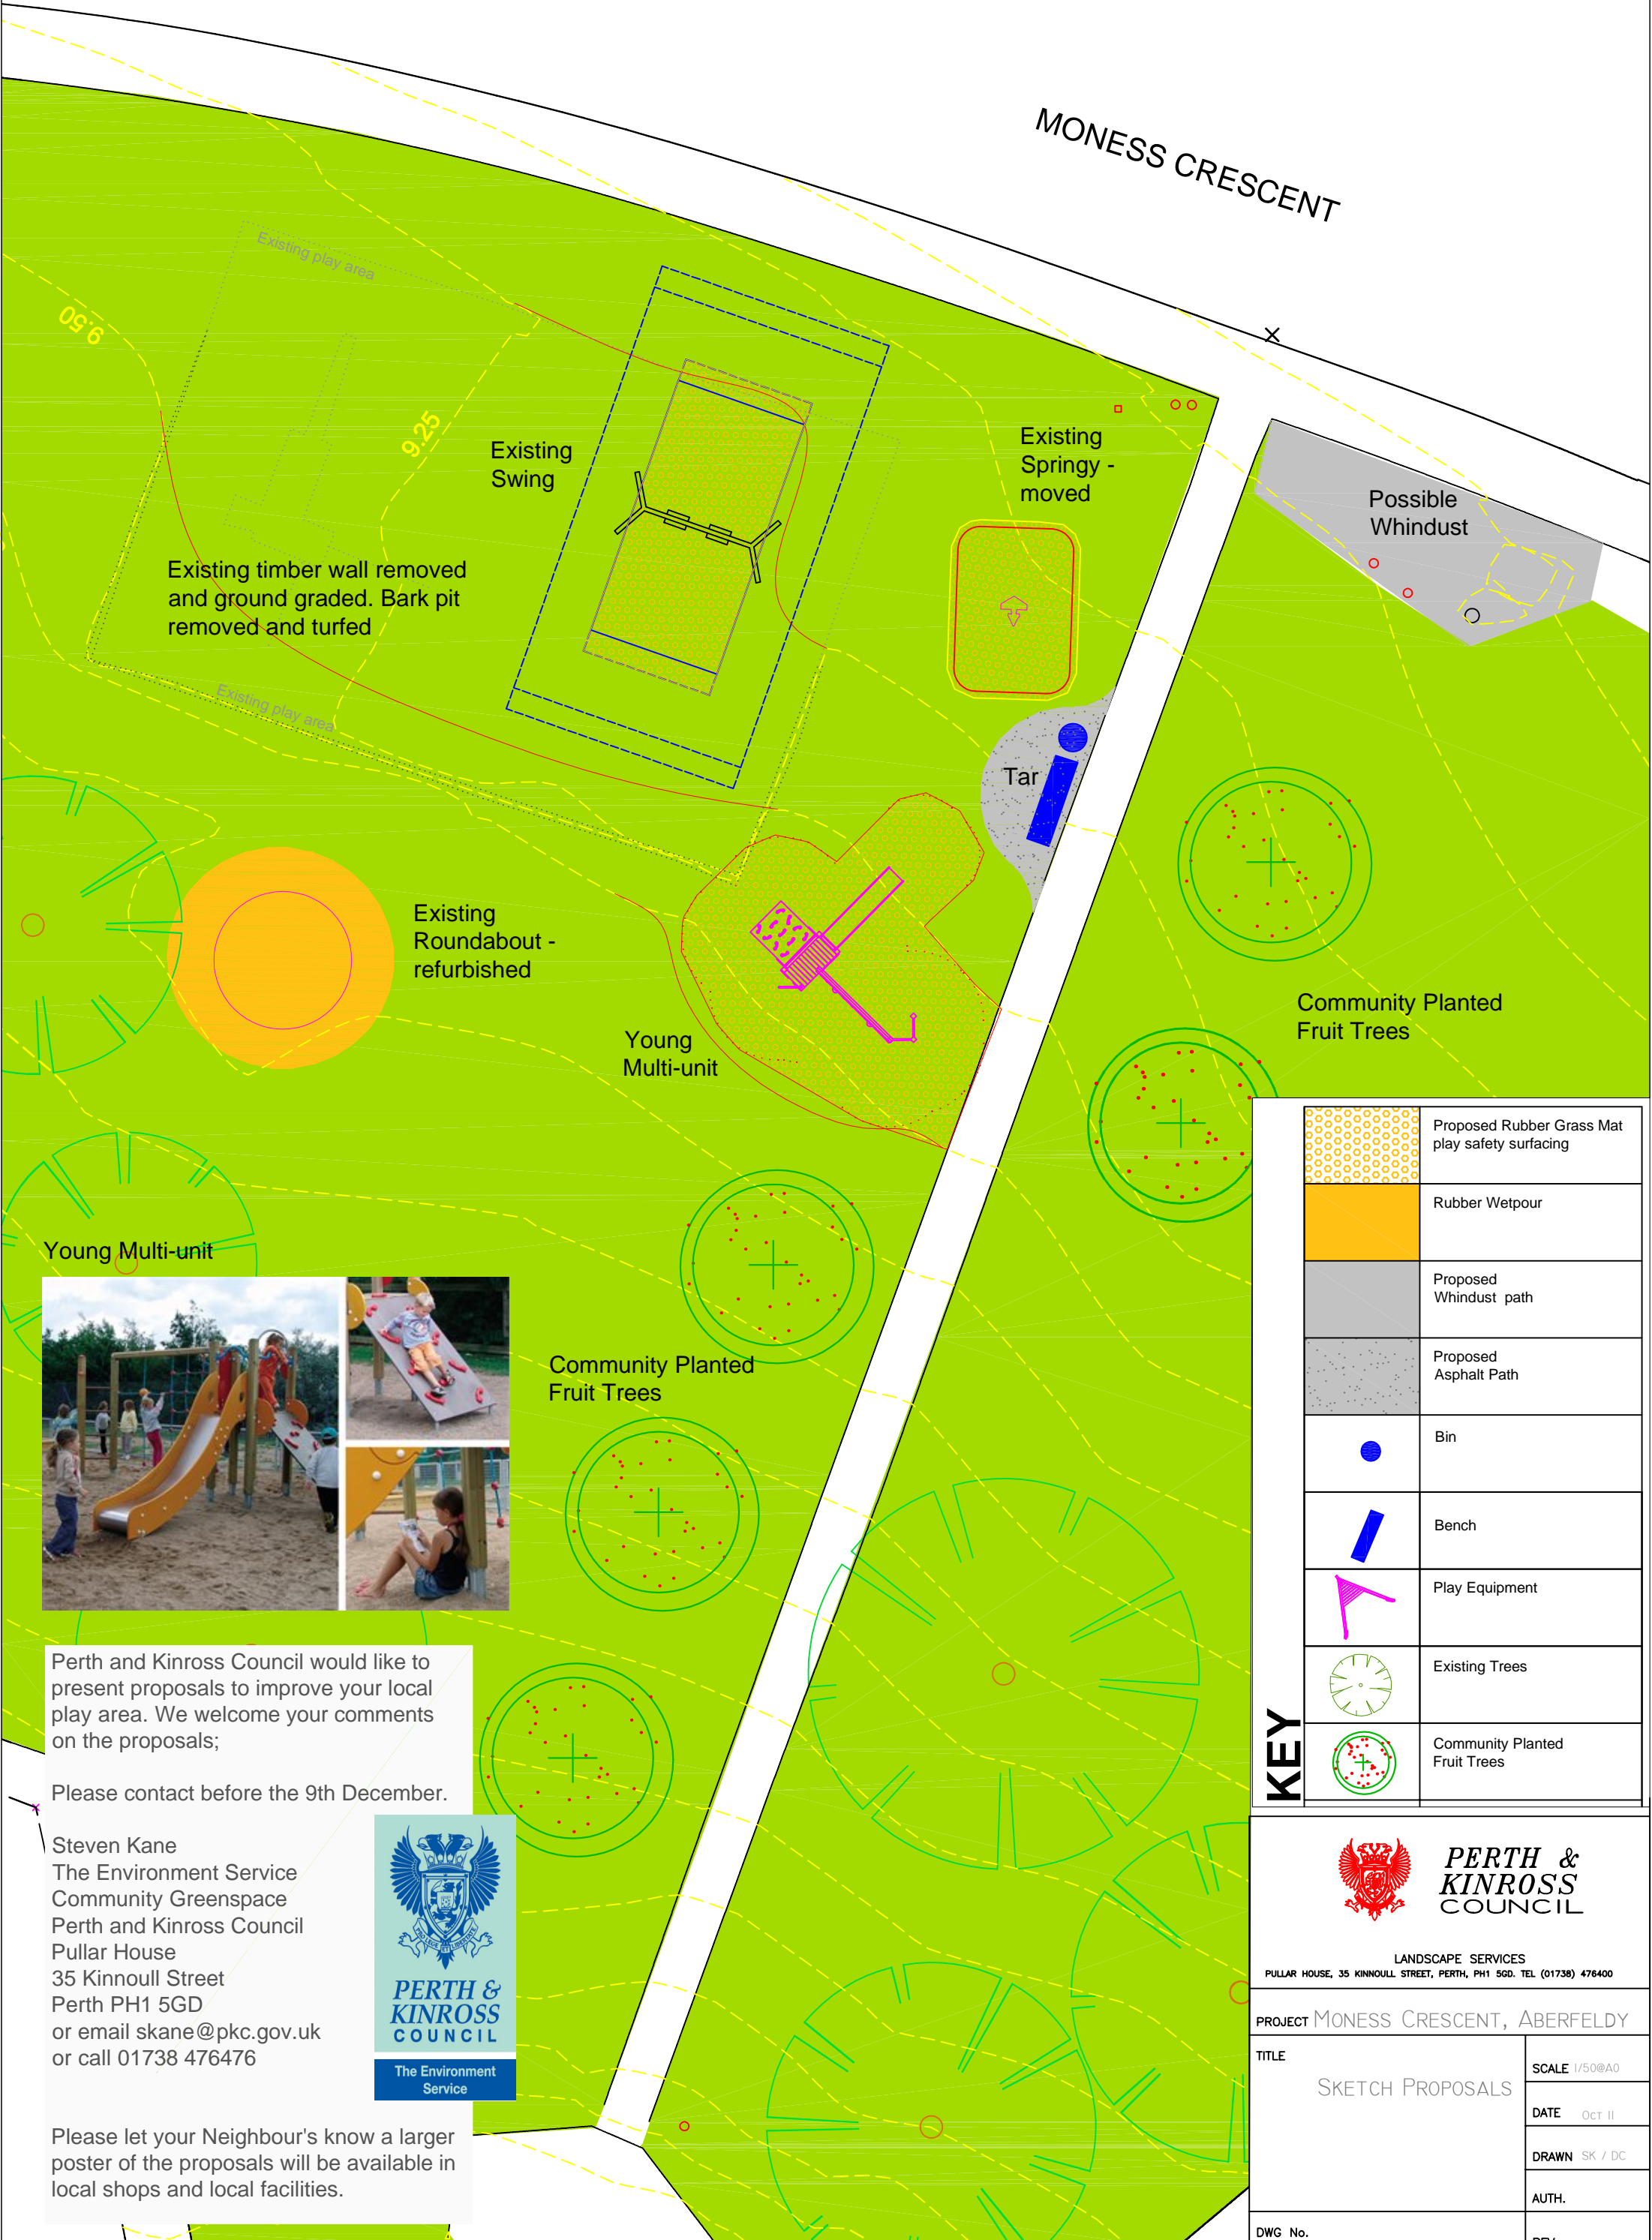 MONESS CRESCENT
Existing play area
9.50
9.25
Existing
Swing
Existing
Springy -
moved
Possible
Whindust
Existing timber wall removed
and ground graded. Bark pit
removed and turfed
Existing play area
Tar
Existing
Roundabout -
refurbished
Young
Multi-unit
Community Planted
Fruit Trees
Young Multi-unit
Community Planted
Fruit Trees
KEY
Proposed Rubber Grass Mat
play safety surfacing
Rubber Wetpour
Proposed
Whindust path
Proposed
Asphalt Path
Bin
Bench
Play Equipment
Existing Trees
Community Planted
Fruit Trees
Perth and Kinross Council would like to
present proposals to improve your local
play area. We welcome your comments
on the proposals;
Please contact before the 9th December.
Steven Kane
The Environment Service
Community Greenspace
Perth and Kinross Council
Pullar House
35 Kinnoull Street
Perth PH1 5GD
or email skane@pkc.gov.uk
or call 01738 476476
Please let your Neighbour's know a larger
poster of the proposals will be available in
local shops and local facilities.
PERTH &
KINROSS
COUNCIL
The Environment
Service
PERTH &
KINROSS
COUNCIL
LANDSCAPE SERVICES
PULLAR HOUSE, 35 KINNOULL STREET, PERTH, PH1 5GD. TEL (01738) 476400
PROJECT MONESS CRESCENT, ABERFELDY
TITLE
SKETCH PROPOSALS
SCALE 1/50@A0
DATE OCT 11
DRAWN SK / DC
AUTH.
DWG No.